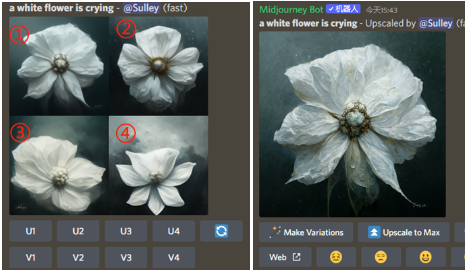 a white flower is crying - @Sulley (fast)
①
②
③
④
U1 U2 U3 U4
V1 V2 V3 V4
Midjourney Bot ✓机器人 今天15:43
a white flower is crying - Upscaled by @Sulley (f
Make Variations
Upscale to Max
Web